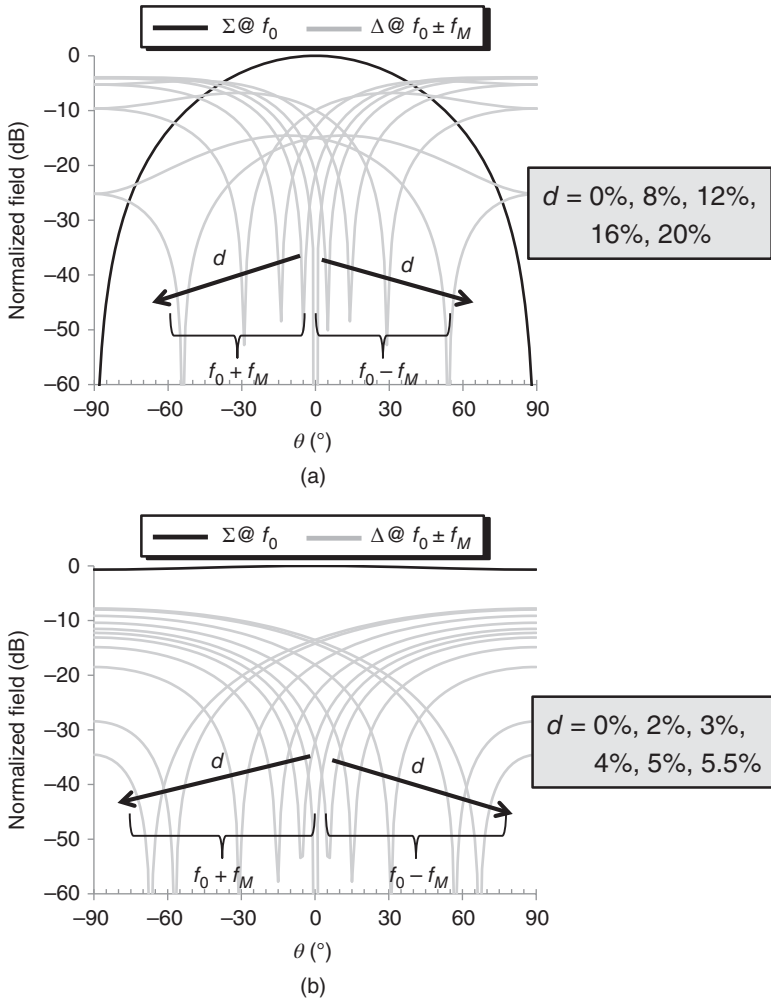 Σ@ f0 Δ@ f0 ± fM
0
–10
–20
–30
–40
–50
–60
Normalized field (dB)
d d
f0 + fM f0 – fM
–90 –60 –30 0 30 60 90
θ (°)
(a)
d = 0%, 8%, 12%,
16%, 20%
Σ@ f0 Δ@ f0 ± fM
0
–10
–20
–30
–40
–50
–60
Normalized field (dB)
d d
f0 + fM f0 – fM
–90 –60 –30 0 30 60 90
θ (°)
(b)
d = 0%, 2%, 3%,
4%, 5%, 5.5%